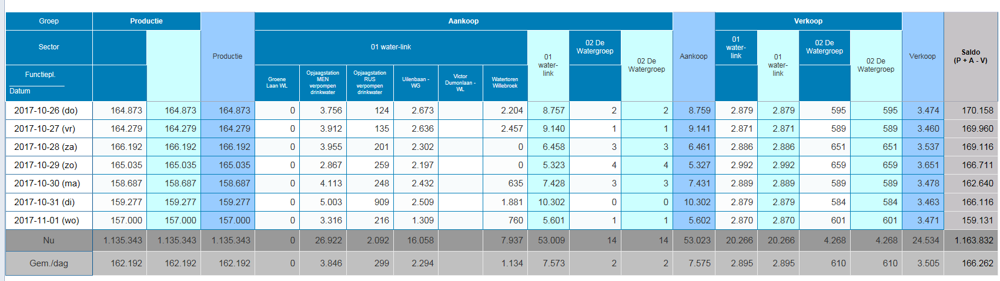 Groep Productie Productie Aankoop Aankoop Verkoop Verkoop Saldo (P + A - V)
Sector 01 water-link 01 water-link 02 De Watergroep 02 De Watergroep 01 water-link 01 water-link 02 De Watergroep 02 De Watergroep
Functiepl. Groene Laan WL Opjaagstation MEN verpompen drinkwater Opjaagstation RUS verpompen drinkwater Uilenbaan - WG Victor Dumonlaan - WL Watertoren Willebroek
Datum
2017-10-26 (do) 164.873 164.873 164.873 0 3.756 124 2.673 2.204 8.757 2 2 8.759 2.879 2.879 595 595 3.474 170.158
2017-10-27 (vr) 164.279 164.279 164.279 0 3.912 135 2.636 2.457 9.140 1 1 9.141 2.871 2.871 589 589 3.460 169.960
2017-10-28 (za) 166.192 166.192 166.192 0 3.955 201 2.302 0 6.458 3 3 6.461 2.886 2.886 651 651 3.537 169.116
2017-10-29 (zo) 165.035 165.035 165.035 0 2.867 259 2.197 0 5.323 4 4 5.327 2.992 2.992 659 659 3.651 166.711
2017-10-30 (ma) 158.687 158.687 158.687 0 4.113 248 2.432 635 7.428 3 3 7.431 2.889 2.889 589 589 3.478 162.640
2017-10-31 (di) 159.277 159.277 159.277 0 5.003 909 2.509 1.881 10.302 0 0 10.302 2.879 2.879 584 584 3.463 166.116
2017-11-01 (wo) 157.000 157.000 157.000 0 3.316 216 1.309 760 5.601 1 1 5.602 2.870 2.870 601 601 3.471 159.131
Nu 1.135.343 1.135.343 1.135.343 0 26.922 2.092 16.058 7.937 53.009 14 14 53.023 20.266 20.266 4.268 4.268 24.534 1.163.832
Gem./dag 162.192 162.192 162.192 0 3.846 299 2.294 1.134 7.573 2 2 7.575 2.895 2.895 610 610 3.505 166.262